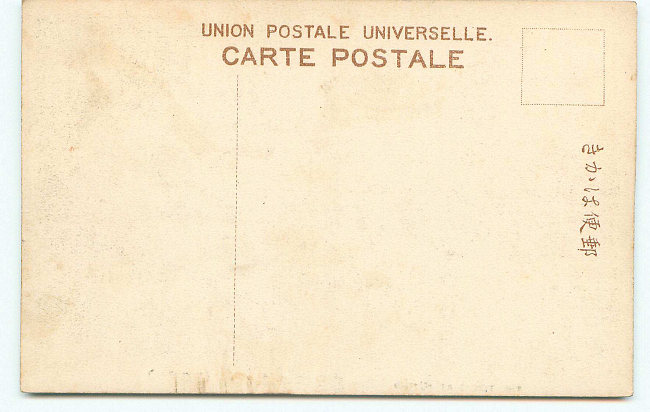 UNION POSTALE UNIVERSELLE.
CARTE POSTALE
郵便はかき